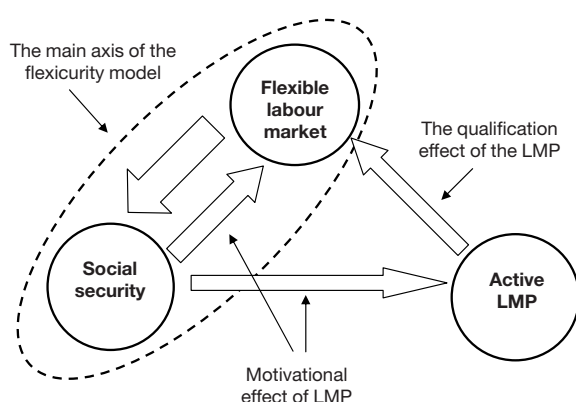 The main axis of the
flexicurity model
Flexible
labour
market
The qualification
effect of the LMP
Social
security
Active
LMP
Motivational
effect of LMP